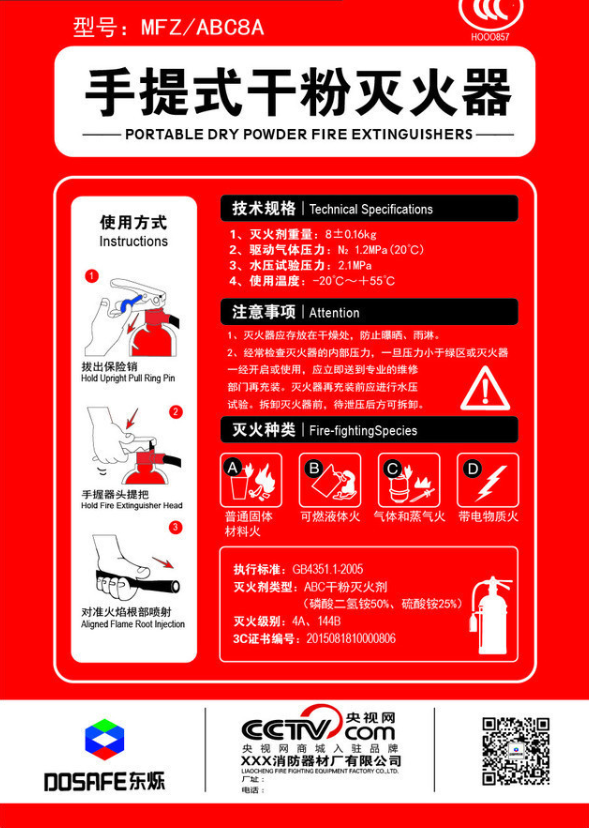 型号：MFZ/ABC8A
HOOO857
手提式干粉灭火器
PORTABLE DRY POWDER FIRE EXTINGUISHERS
使用方式
Instructions
1
拔出保险销
Hold Upright Pull Ring Pin
2
手握器头提把
Hold Fire Extinguisher Head
3
对准火焰根部喷射
Aligned Flame Root Injection
技术规格 | Technical Specifications
1、灭火剂重量：8±0.16kg
2、驱动气体压力：N₂ 1.2MPa(20℃)
3、水压试验压力：2.1MPa
4、使用温度：-20℃～+55℃
注意事项 | Attention
1、灭火器应存放在干燥处，防止曝晒、雨淋。
2、经常检查灭火器的内部压力，一旦压力小于绿区或灭火器
一经开启或使用，应立即送到专业的维修
部门再充装。灭火器再充装前应进行水压
试验。拆卸灭火器前，待泄压后方可拆卸。
灭火种类 | Fire-fightingSpecies
A
B
C
D
普通固体
材料火
可燃液体火
气体和蒸气火
带电物质火
执行标准：GB4351.1-2005
灭火剂类型：ABC干粉灭火剂
（磷酸二氢铵50%、硫酸铵25%）
灭火级别：4A、144B
3C证书编号：2015081810000806
DOSAFE东烁
CCTV.com 央视网
央视网商城入驻品牌
XXX消防器材厂有限公司
LIAOCHENG FIRE FIGHTING EQUIPMENT FACTORY CO.,LTD.
厂址：
电话：